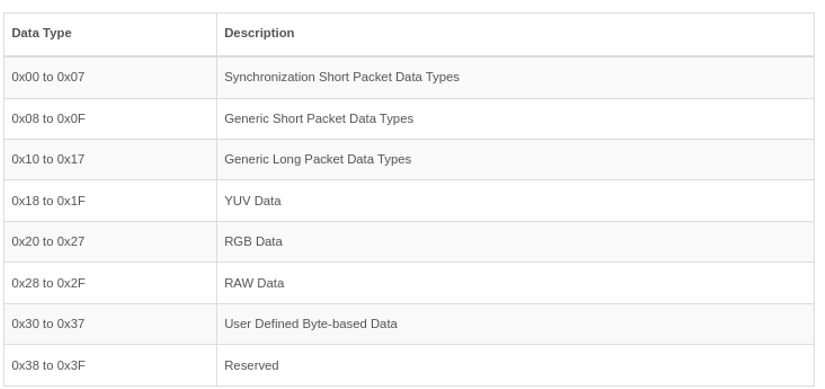 Data Type Description
0x00 to 0x07 Synchronization Short Packet Data Types
0x08 to 0x0F Generic Short Packet Data Types
0x10 to 0x17 Generic Long Packet Data Types
0x18 to 0x1F YUV Data
0x20 to 0x27 RGB Data
0x28 to 0x2F RAW Data
0x30 to 0x37 User Defined Byte-based Data
0x38 to 0x3F Reserved